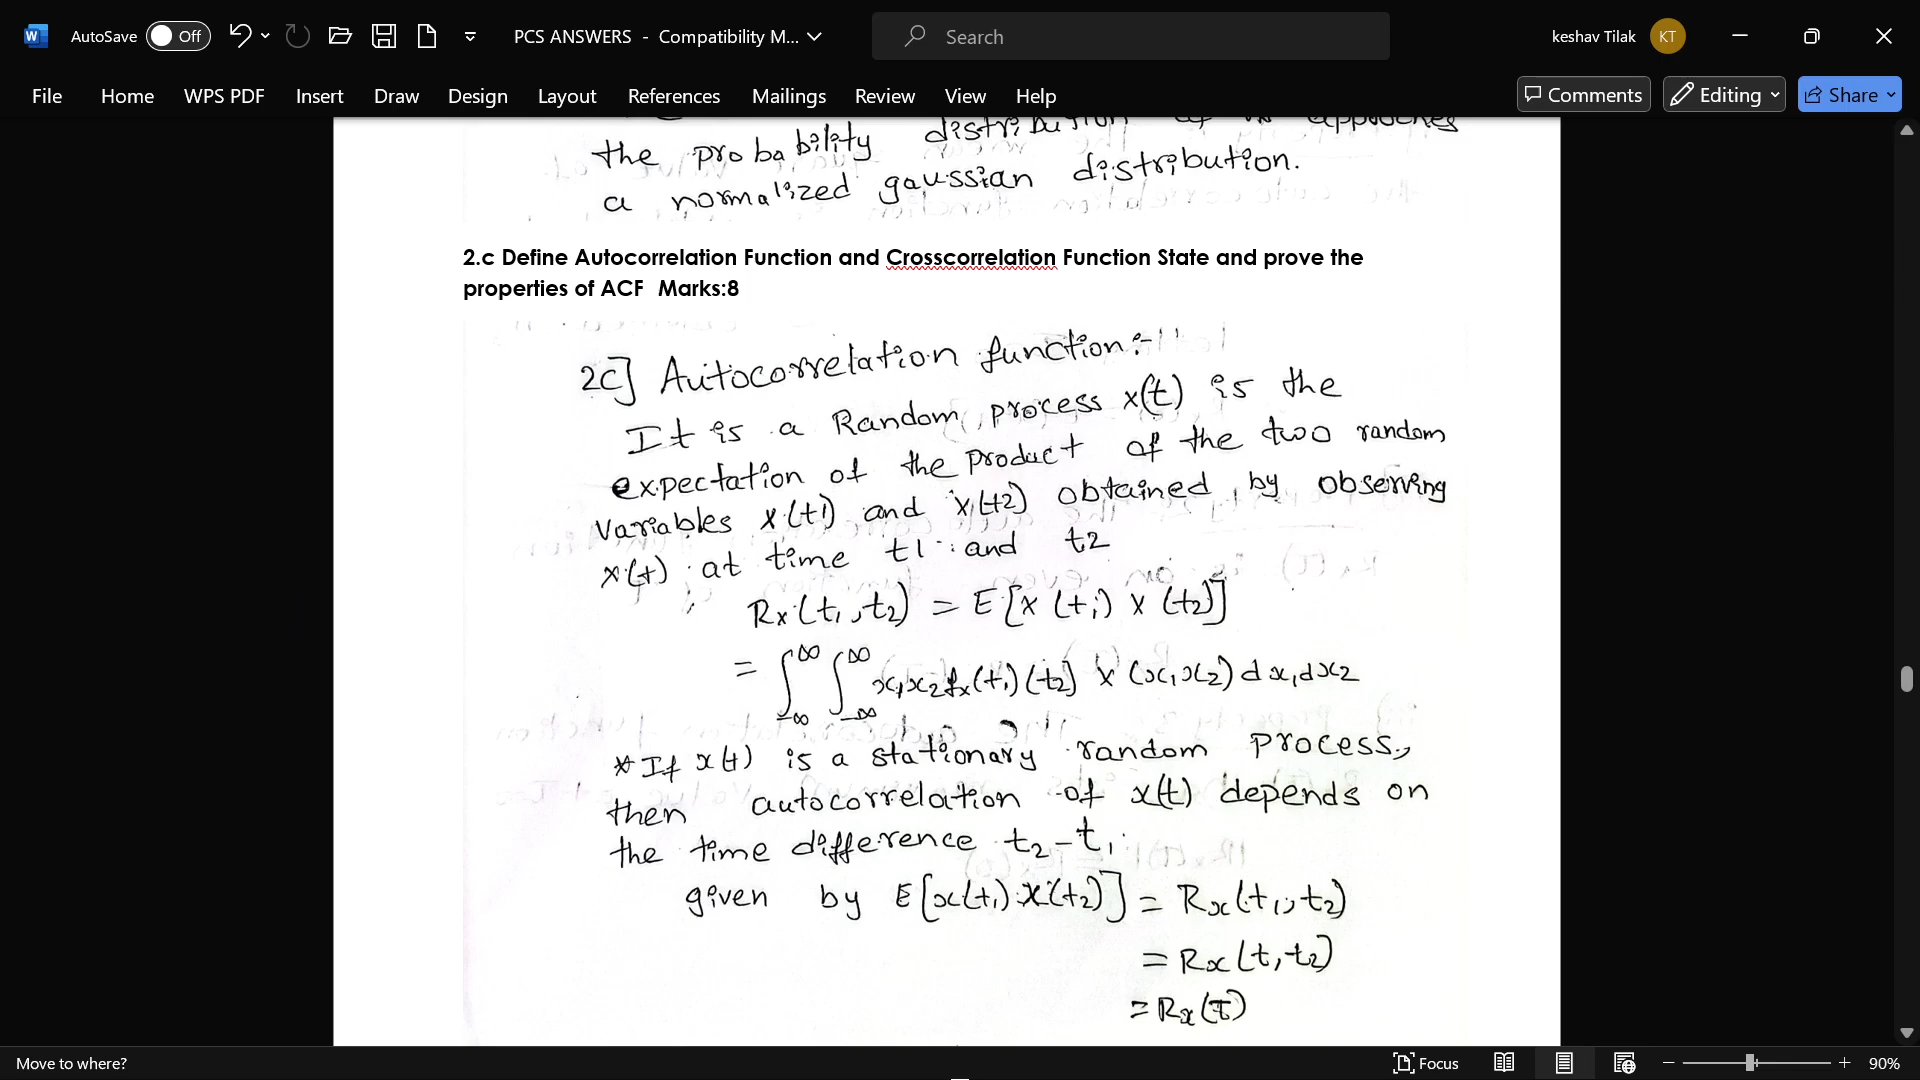 AutoSave Off PCS ANSWERS - Compatibility M... Search keshav Tilak KT
File Home WPS PDF Insert Draw Design Layout References Mailings Review View Help Comments Editing Share
the probability distribution approaches
a normalized gaussian distribution.
2.c Define Autocorrelation Function and Crosscorrelation Function State and prove the
properties of ACF Marks:8
2c] Autocorrelation function:-
It is a Random process x(t) is the
expectation of the product of the two random
variables x(t1) and x(t2) obtained by observing
x(t) at time t1 and t2
Rx(t1,t2) = E[x(t1) x(t2)]
= ∫∞-∞ ∫∞-∞ x1x2fx(t1)(t2) x (x1x2) dx1dx2
*If x(t) is a stationary random process,
then autocorrelation of x(t) depends on
the time difference t2-t1
given by E[x(t1) x(t2)] = Rx(t1,t2)
= Rx(t,t2)
= Rx(τ)
Move to where? Focus 90%